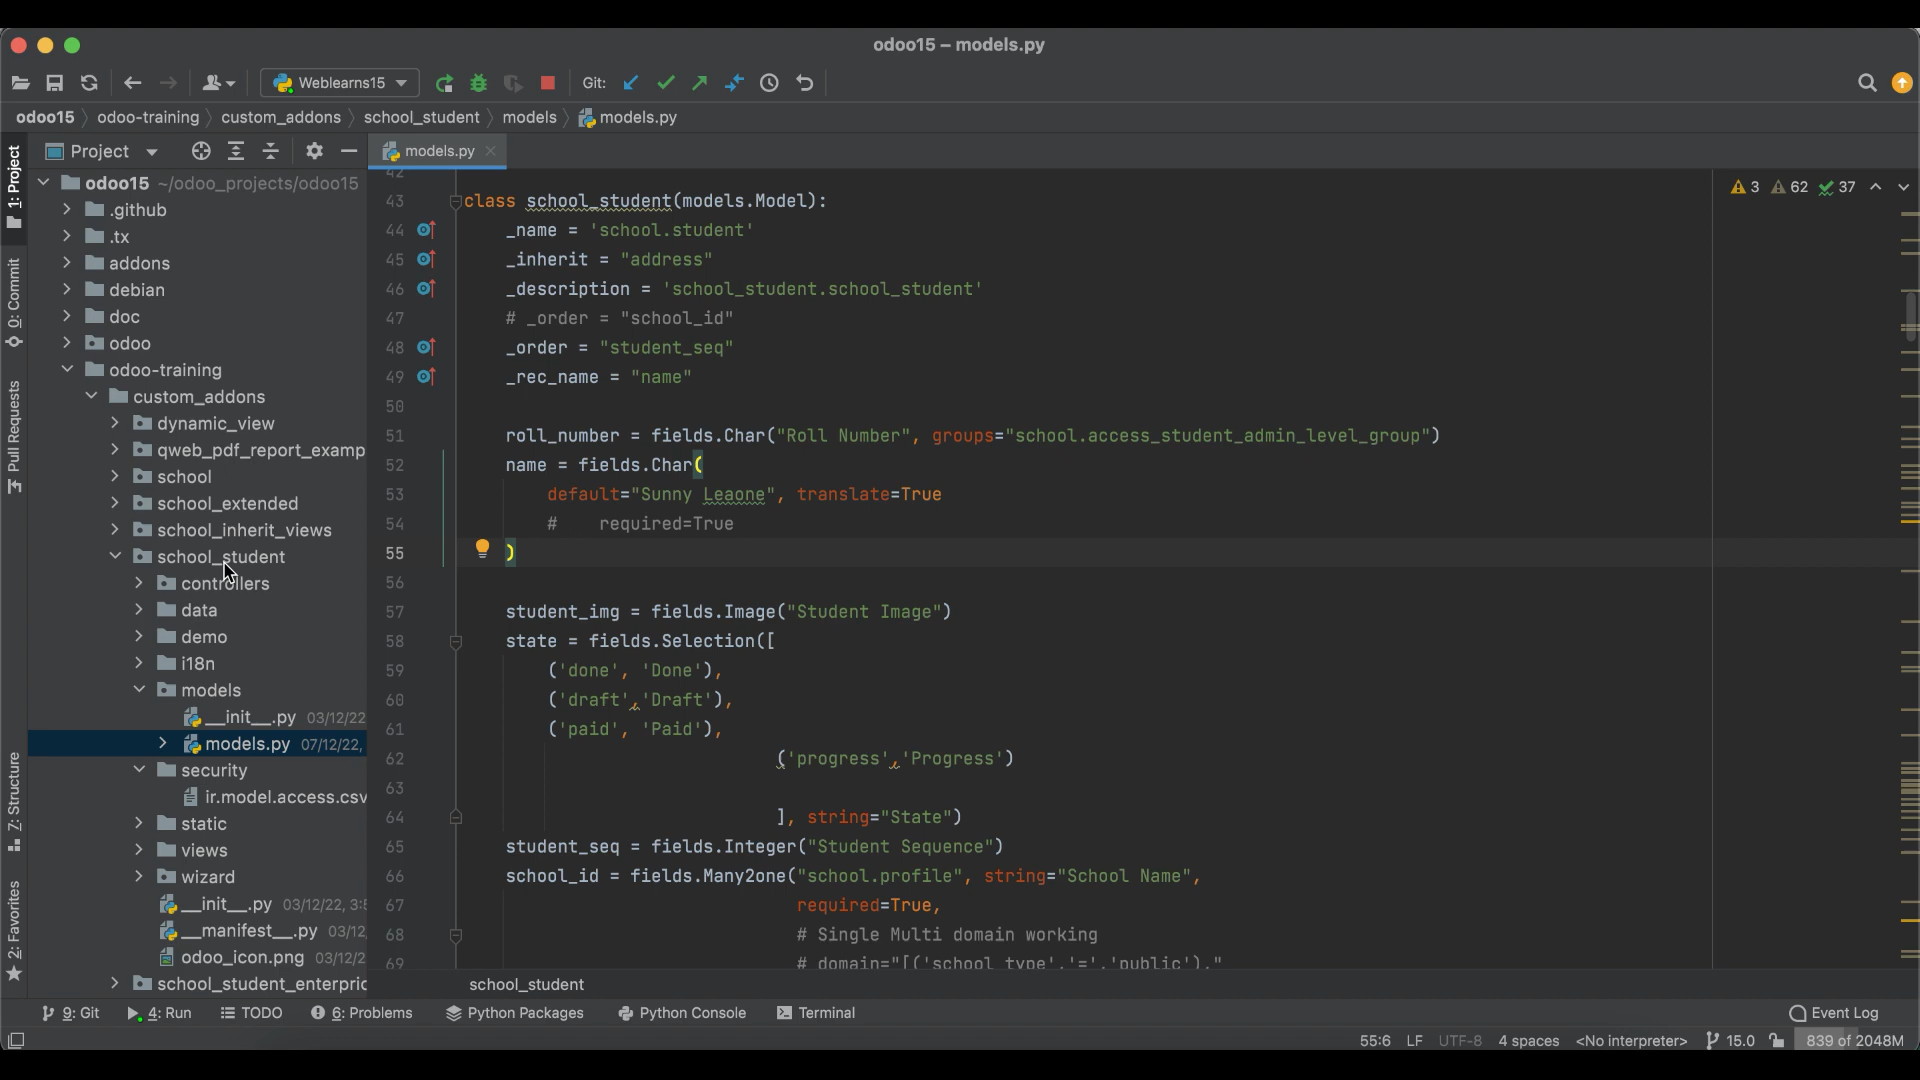 odoo15 – models.py
Weblearns15
Git:
odoo15
odoo-training
custom_addons
school_student
models
models.py
Project
models.py
1: Project
0: Commit
Pull Requests
Z: Structure
2: Favorites
odoo15 ~/odoo_projects/odoo15
.github
.tx
addons
debian
doc
odoo
odoo-training
custom_addons
dynamic_view
qweb_pdf_report_examp
school
school_extended
school_inherit_views
school_student
controllers
data
demo
i18n
models
__init__.py 03/12/22
models.py 07/12/22,
security
ir.model.access.csv
static
views
wizard
__init__.py 03/12/22, 3:5
__manifest__.py 03/12,
odoo_icon.png 03/12/2
school_student_enterpric
3 62 37
42
43 class school_student(models.Model):
44 _name = 'school.student'
45 _inherit = "address"
46 _description = 'school_student.school_student'
47 # _order = "school_id"
48 _order = "student_seq"
49 _rec_name = "name"
50
51 roll_number = fields.Char("Roll Number", groups="school.access_student_admin_level_group")
52 name = fields.Char(
53 default="Sunny Leaone", translate=True
54 #    required=True
55 )
56
57 student_img = fields.Image("Student Image")
58 state = fields.Selection([
59 ('done', 'Done'),
60 ('draft','Draft'),
61 ('paid', 'Paid'),
62 ('progress','Progress')
63
64 ], string="State")
65 student_seq = fields.Integer("Student Sequence")
66 school_id = fields.Many2one("school.profile", string="School Name",
67 required=True,
68 # Single Multi domain working
69 # domain="[('school_type','=','public'),"
school_student
9: Git
4: Run
TODO
6: Problems
Python Packages
Python Console
Terminal
Event Log
55:6 LF UTF-8 4 spaces <No interpreter> 15.0 839 of 2048M